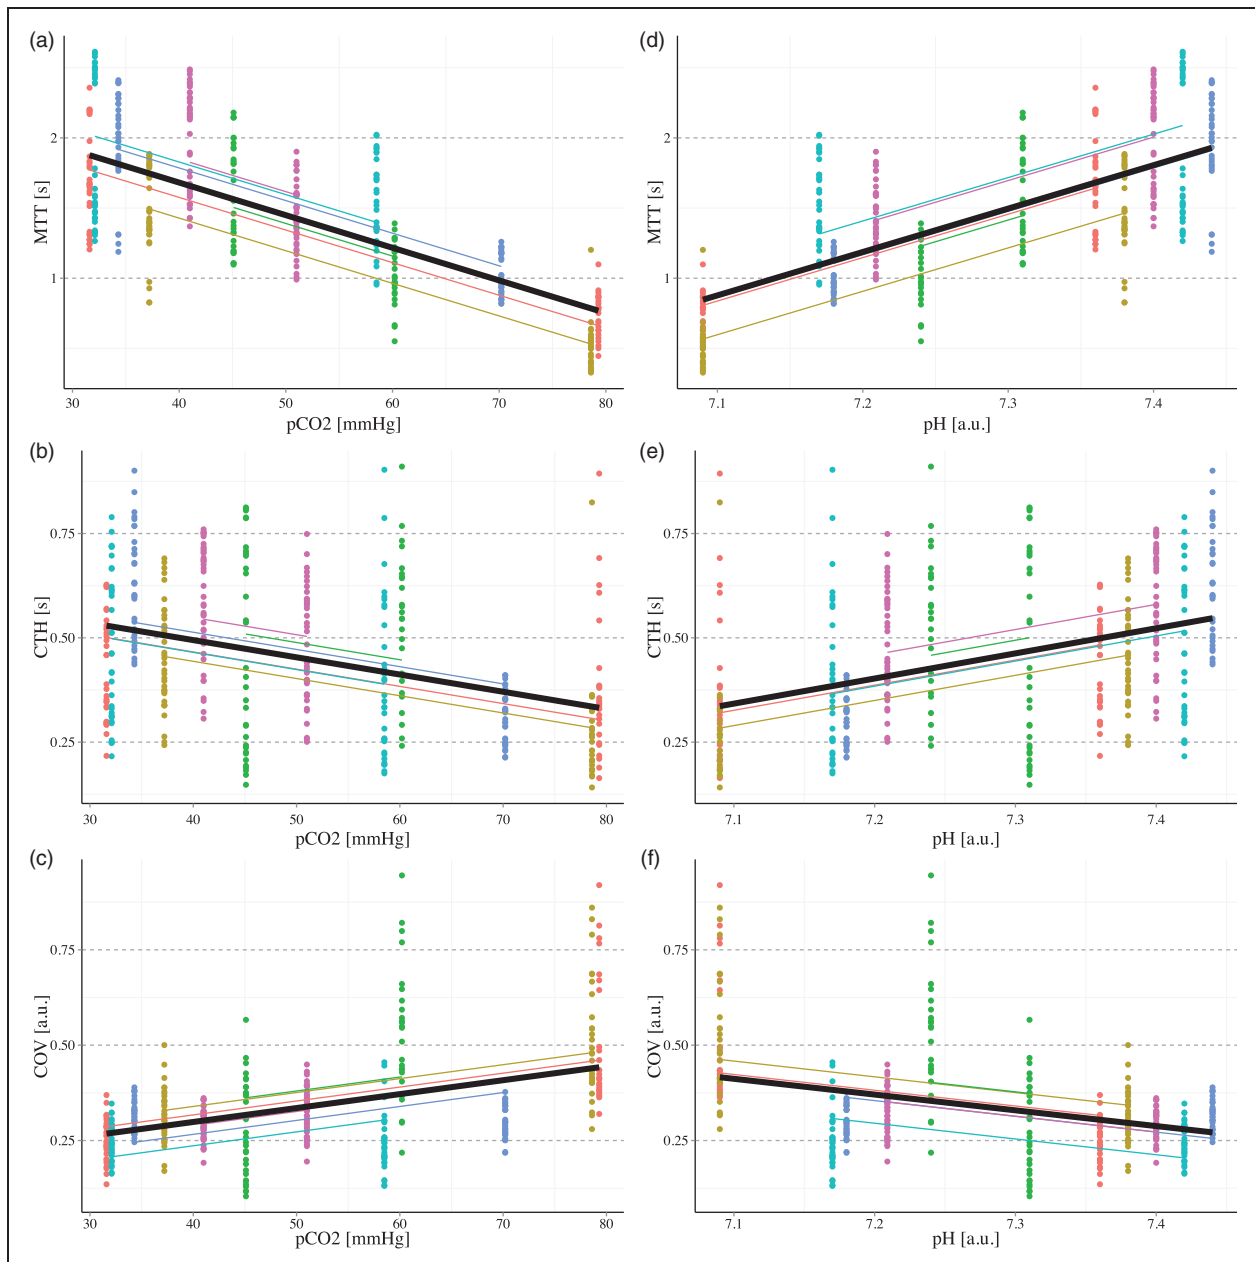 (a)
MTT [s]
2
1
30 40 50 60 70 80
pCO2 [mmHg]
(d)
MTT [s]
2
1
7.1 7.2 7.3 7.4
pH [a.u.]
(b)
CTH [s]
0.75
0.50
0.25
30 40 50 60 70 80
pCO2 [mmHg]
(e)
CTH [s]
0.75
0.50
0.25
7.1 7.2 7.3 7.4
pH [a.u.]
(c)
COV [a.u.]
0.75
0.50
0.25
30 40 50 60 70 80
pCO2 [mmHg]
(f)
COV [a.u.]
0.75
0.50
0.25
7.1 7.2 7.3 7.4
pH [a.u.]